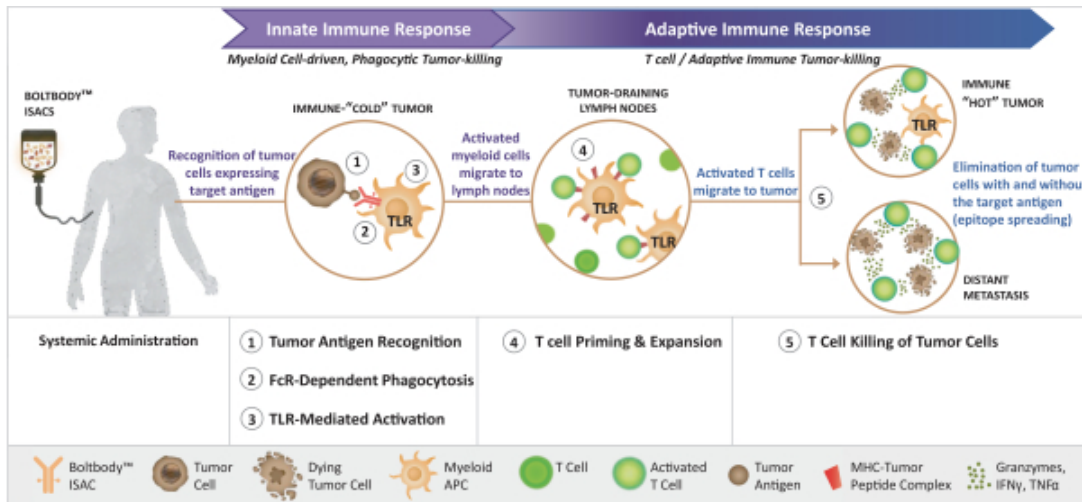 Innate Immune Response
Adaptive Immune Response
Myeloid Cell-driven, Phagocytic Tumor-killing
T cell / Adaptive Immune Tumor-killing
BOLTBODY™
ISACS
Recognition of tumor
cells expressing
target antigen
IMMUNE-“COLD” TUMOR
1
2
3
TLR
Activated
myeloid cells
migrate to
lymph nodes
TUMOR-DRAINING
LYMPH NODES
4
TLR
TLR
Activated T cells
migrate to tumor
5
TLR
IMMUNE
“HOT” TUMOR
Elimination of tumor
cells with and without
the target antigen
(epitope spreading)
DISTANT
METASTASIS
Systemic Administration
1 Tumor Antigen Recognition
2 FcR-Dependent Phagocytosis
3 TLR-Mediated Activation
4 T cell Priming & Expansion
5 T Cell Killing of Tumor Cells
Boltbody™
ISAC
Tumor
Cell
Dying
Tumor Cell
Myeloid
APC
T Cell
Activated
T Cell
Tumor
Antigen
MHC-Tumor
Peptide Complex
Granzymes,
IFNγ, TNFα